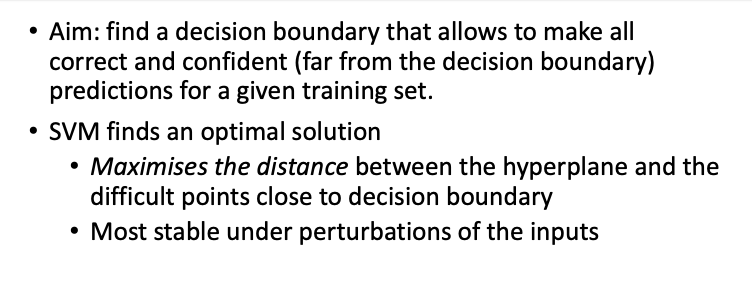 • Aim: find a decision boundary that allows to make all
correct and confident (far from the decision boundary)
predictions for a given training set.
• SVM finds an optimal solution
• Maximises the distance between the hyperplane and the
difficult points close to decision boundary
• Most stable under perturbations of the inputs